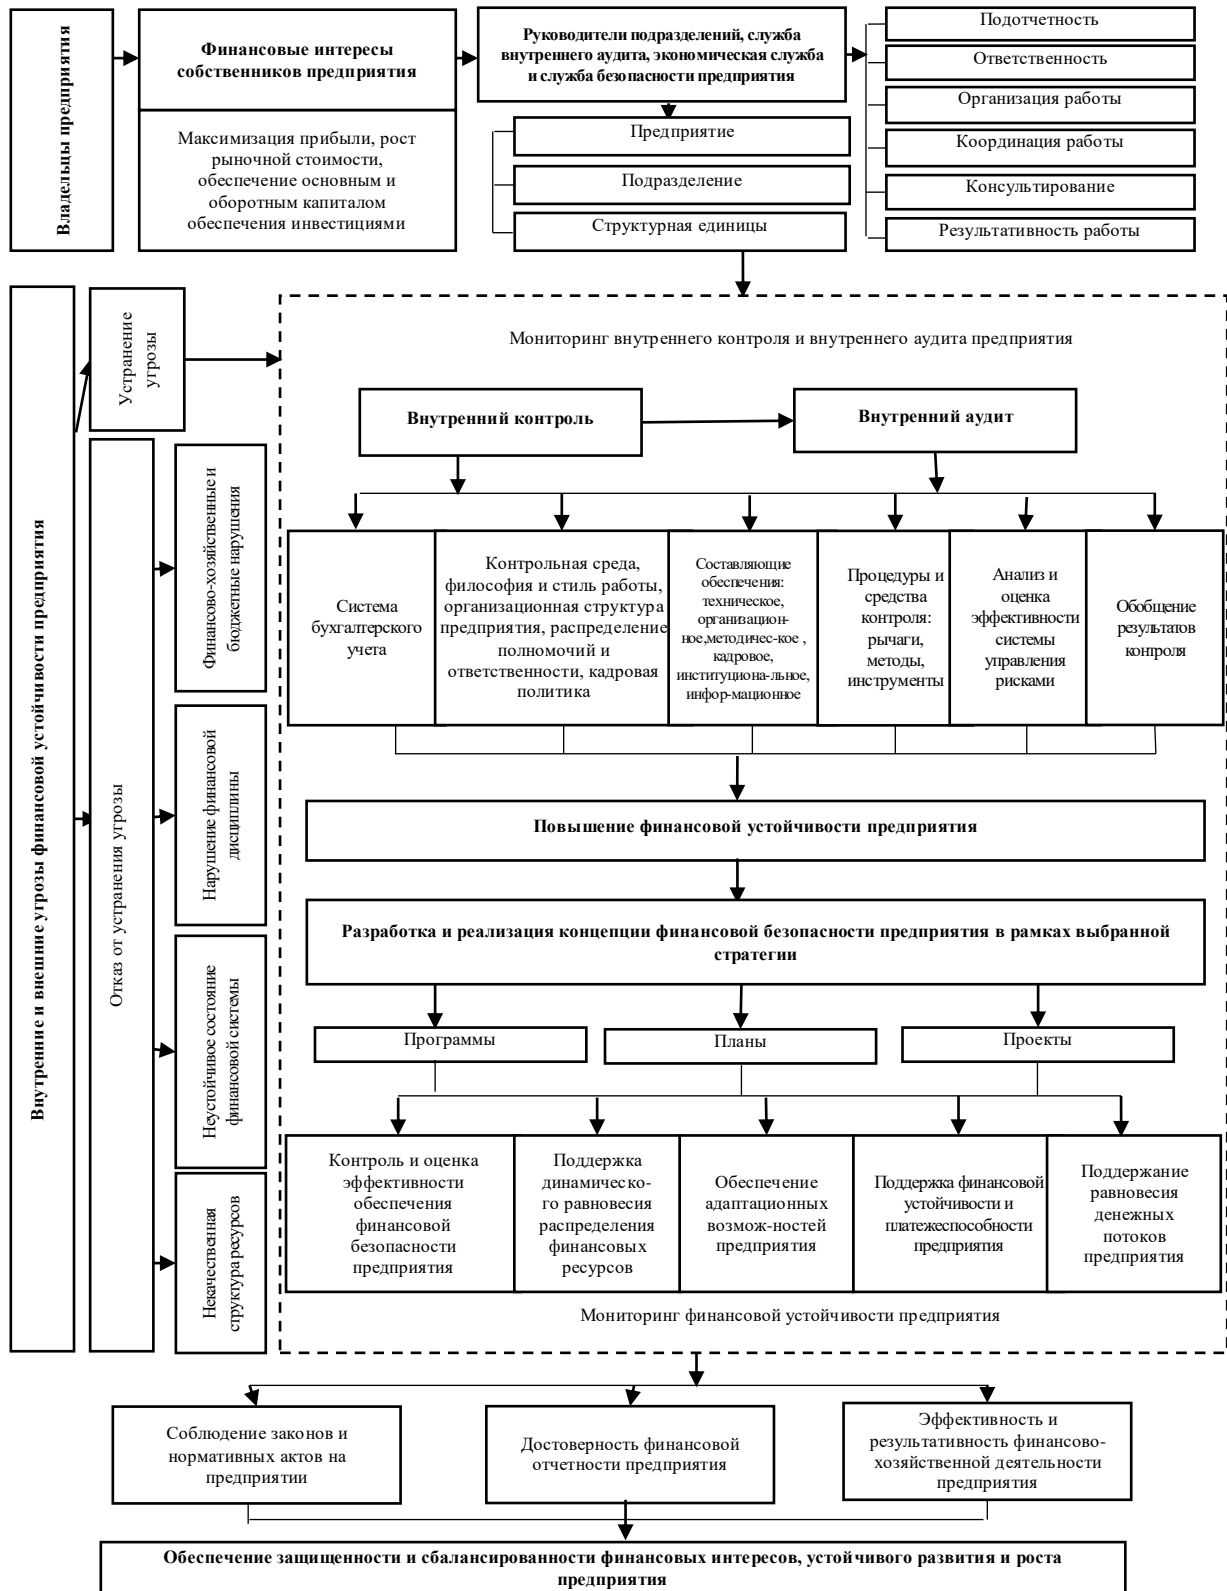 Владельцы предприятия
Финансовые интересы
собственников предприятия
Максимизация прибыли, рост
рыночной стоимости,
обеспечение основным и
оборотным капиталом
обеспечения инвестициями
Руководители подразделений, служба
внутреннего аудита, экономическая служба
и служба безопасности предприятия
Предприятие
Подразделение
Структурная единицы
Подотчетность
Ответственность
Организация работы
Координация работы
Консультирование
Результативность работы
Внутренние и внешние угрозы финансовой устойчивости предприятия
Устранение
угрозы
Отказ от устранения угрозы
Финансово-хозяйственные и
бюджетные нарушения
Нарушение финансовой
дисциплины
Неустойчивое состояние
финансовой системы
Некачественная
структура ресурсов
Мониторинг внутреннего контроля и внутреннего аудита предприятия
Внутренний контроль
Внутренний аудит
Система
бухгалтерского
учета
Контрольная среда,
философия и стиль работы,
организационная структура
предприятия, распределение
полномочий и
ответственности, кадровая
политика
Составляющие
обеспечения:
техническое,
организацион-
ное,методичес-кое ,
кадровое,
институциона-льное,
инфор-мационное
Процедуры и
средства
контроля:
рычаги,
методы,
инструменты
Анализ и
оценка
эффективности
системы
управления
рисками
Обобщение
результатов
контроля
Повышение финансовой устойчивости предприятия
Разработка и реализация концепции финансовой безопасности предприятия в рамках выбранной
стратегии
Программы
Планы
Проекты
Контроль и оценка
эффективности
обеспечения
финансовой
безопасности
предприятия
Поддержка
динамическо-
го равновесия
распределения
финансовых
ресурсов
Обеспечение
адаптационных
возмож-ностей
предприятия
Поддержка финансовой
устойчивости и
платежеспособности
предприятия
Поддержание
равновесия
денежных
потоков
предприятия
Мониторинг финансовой устойчивости предприятия
Соблюдение законов и
нормативных актов на
предприятии
Достоверность финансовой
отчетности предприятия
Эффективность и
результативность финансово-
хозяйственной деятельности
предприятия
Обеспечение защищенности и сбалансированности финансовых интересов, устойчивого развития и роста
предприятия